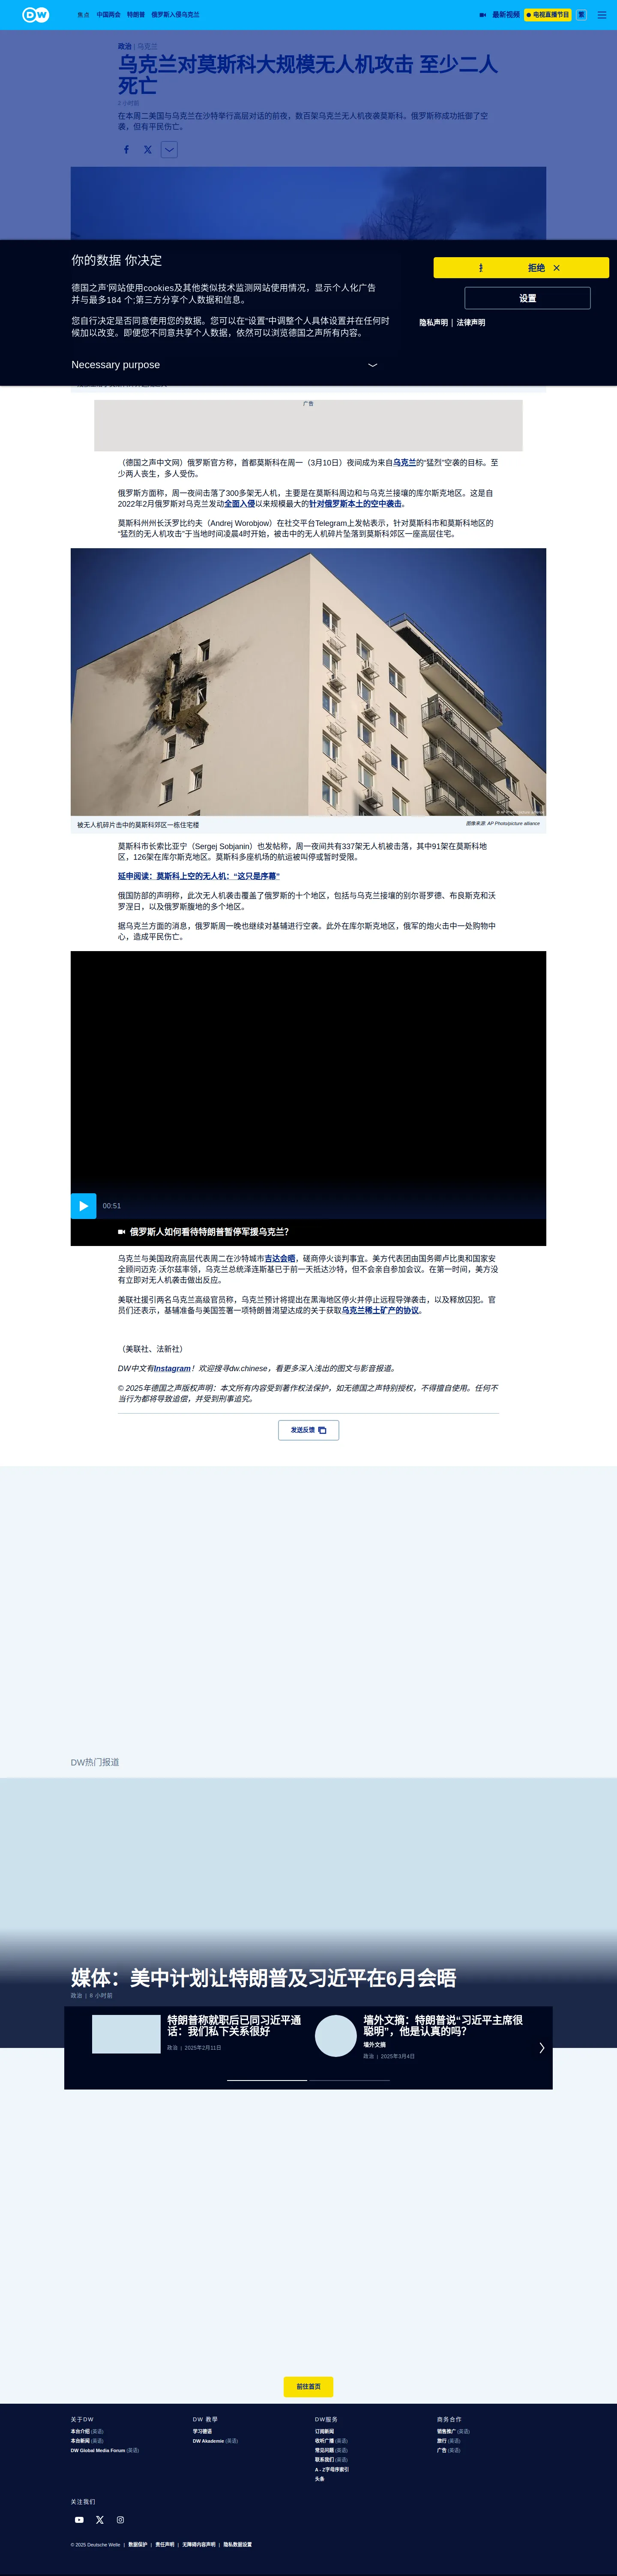 DW
焦点 中国两会 特朗普 俄罗斯入侵乌克兰
最新视频 电视直播节目 繁
政治 | 乌克兰
乌克兰对莫斯科大规模无人机攻击 至少二人
死亡
2 小时前
在本周二美国与乌克兰在沙特举行高层对话的前夜，数百架乌克兰无人机夜袭莫斯科。俄罗斯称成功抵御了空
袭，但有平民伤亡。
你的数据 你决定
拒绝
德国之声'网站使用cookies及其他类似技术监测网站使用情况，显示个人化广告
并与最多184 个;第三方分享个人数据和信息。
设置
隐私声明 | 法律声明
您自行决定是否同意使用您的数据。您可以在“设置”中调整个人具体设置并在任何时
候加以改变。即便您不同意共享个人数据，依然可以浏览德国之声所有内容。
Necessary purpose
广告
（德国之声中文网）俄罗斯官方称，首都莫斯科在周一（3月10日）夜间成为来自乌克兰的“猛烈”空袭的目标。至
少两人丧生，多人受伤。
俄罗斯方面称，周一夜间击落了300多架无人机，主要是在莫斯科周边和与乌克兰接壤的库尔斯克地区。这是自
2022年2月俄罗斯对乌克兰发动全面入侵以来规模最大的针对俄罗斯本土的空中袭击。
莫斯科州州长沃罗比约夫（Andrej Worobjow）在社交平台Telegram上发帖表示，针对莫斯科市和莫斯科地区的
“猛烈的无人机攻击”于当地时间凌晨4时开始，被击中的无人机碎片坠落到莫斯科郊区一座高层住宅。
被无人机碎片击中的莫斯科郊区一栋住宅楼
图像来源: AP Photo/picture alliance
莫斯科市长索比亚宁（Sergej Sobjanin）也发帖称，周一夜间共有337架无人机被击落，其中91架在莫斯科地
区，126架在库尔斯克地区。莫斯科多座机场的航运被叫停或暂时受限。
延申阅读：莫斯科上空的无人机：“这只是序幕”
俄国防部的声明称，此次无人机袭击覆盖了俄罗斯的十个地区，包括与乌克兰接壤的别尔哥罗德、布良斯克和沃
罗涅日，以及俄罗斯腹地的多个地区。
据乌克兰方面的消息，俄罗斯周一晚也继续对基辅进行空袭。此外在库尔斯克地区，俄军的炮火击中一处购物中
心，造成平民伤亡。
00:51
俄罗斯人如何看待特朗普暂停军援乌克兰？
乌克兰与美国政府高层代表周二在沙特城市吉达会晤，磋商停火谈判事宜。美方代表团由国务卿卢比奥和国家安
全顾问迈克·沃尔兹率领，乌克兰总统泽连斯基已于前一天抵达沙特，但不会亲自参加会议。在第一时间，美方没
有立即对无人机袭击做出反应。
美联社援引两名乌克兰高级官员称，乌克兰预计将提出在黑海地区停火并停止远程导弹袭击，以及释放囚犯。官
员们还表示，基辅准备与美国签署一项特朗普渴望达成的关于获取乌克兰稀土矿产的协议。
（美联社、法新社）
DW中文有Instagram！欢迎搜寻dw.chinese，看更多深入浅出的图文与影音报道。
© 2025年德国之声版权声明：本文所有内容受到著作权法保护，如无德国之声特别授权，不得擅自使用。任何不
当行为都将导致追偿，并受到刑事追究。
发送反馈
DW热门报道
媒体：美中计划让特朗普及习近平在6月会晤
政治 | 8 小时前
特朗普称就职后已同习近平通
话：我们私下关系很好
政治 | 2025年2月11日
墙外文摘：特朗普说“习近平主席很
聪明”，他是认真的吗？
墙外文摘
政治 | 2025年3月4日
前往首页
关于DW
本台介绍 (英语)
本台新闻 (英语)
DW Global Media Forum (英语)
DW 教學
学习德语
DW Akademie (英语)
DW服务
订阅新闻
收听广播 (英语)
常见问题 (英语)
联系我们 (英语)
A - Z字母序索引
头条
商务合作
销售推广 (英语)
旅行 (英语)
广告 (英语)
关注我们
© 2025 Deutsche Welle | 数据保护 | 责任声明 | 无障碍内容声明 | 隐私数据设置